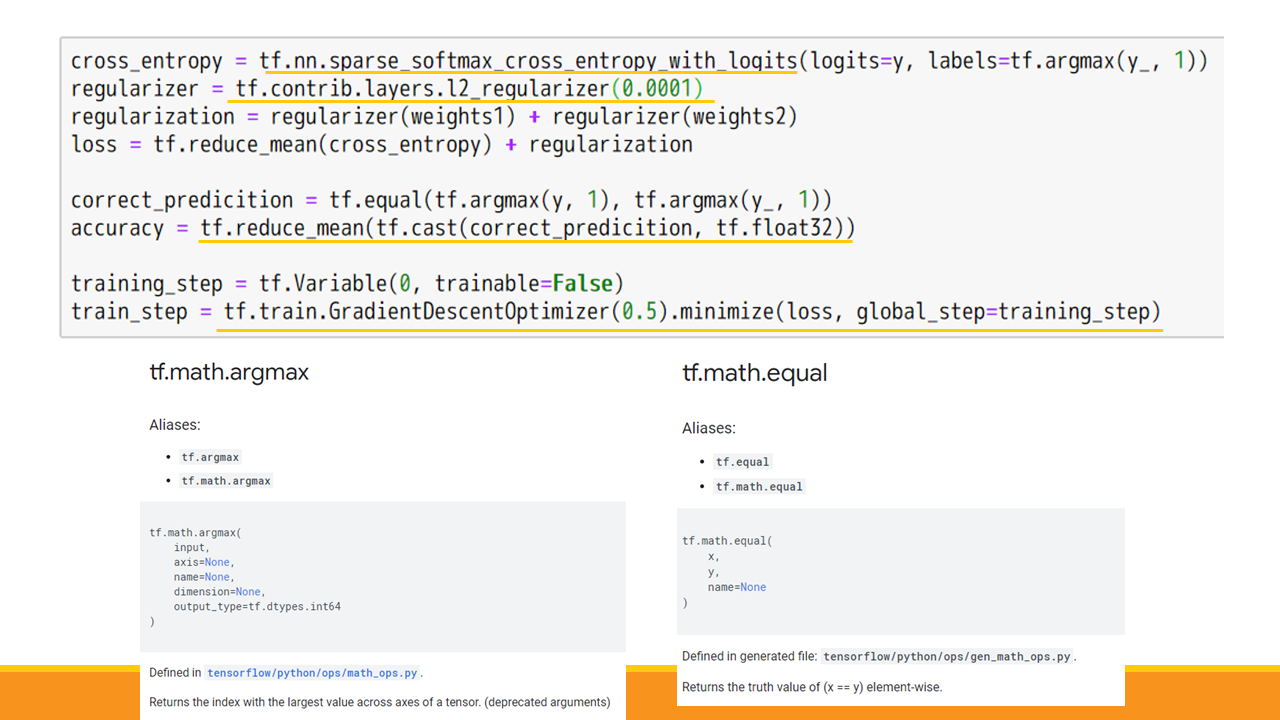 cross_entropy = tf.nn.sparse_softmax_cross_entropy_with_logits(logits=y, labels=tf.argmax(y_, 1))
regularizer = tf.contrib.layers.l2_regularizer(0.0001)
regularization = regularizer(weights1) + regularizer(weights2)
loss = tf.reduce_mean(cross_entropy) + regularization
correct_predicition = tf.equal(tf.argmax(y, 1), tf.argmax(y_, 1))
accuracy = tf.reduce_mean(tf.cast(correct_predicition, tf.float32))
training_step = tf.Variable(0, trainable=False)
train_step = tf.train.GradientDescentOptimizer(0.5).minimize(loss, global_step=training_step)
tf.math.argmax
Aliases:
• tf.argmax
• tf.math.argmax
tf.math.argmax(
input,
axis=None,
name=None,
dimension=None,
output_type=tf.dtypes.int64
)
Defined in tensorflow/python/ops/math_ops.py.
Returns the index with the largest value across axes of a tensor. (deprecated arguments)
tf.math.equal
Aliases:
• tf.equal
• tf.math.equal
tf.math.equal(
x,
y,
name=None
)
Defined in generated file: tensorflow/python/ops/gen_math_ops.py.
Returns the truth value of (x == y) element-wise.